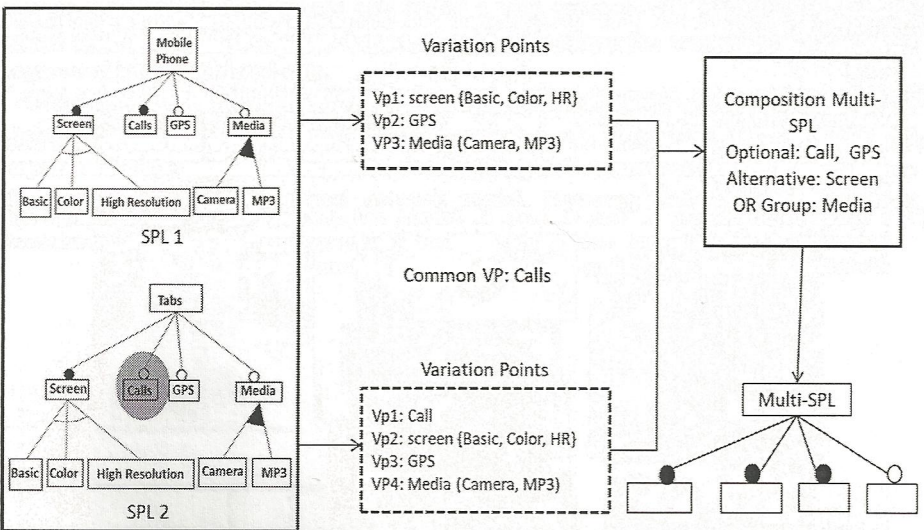 Mobile
Phone
Screen
Calls
GPS
Media
Basic
Color
High Resolution
Camera
MP3
SPL 1
Tabs
Screen
Calls
GPS
Media
Basic
Color
High Resolution
Camera
MP3
SPL 2
Variation Points
Vp1: screen {Basic, Color, HR}
Vp2: GPS
VP3: Media (Camera, MP3)
Common VP: Calls
Variation Points
Vp1: Call
Vp2: screen {Basic, Color, HR}
Vp3: GPS
VP4: Media (Camera, MP3)
Composition Multi-
SPL
Optional: Call, GPS
Alternative: Screen
OR Group: Media
Multi-SPL